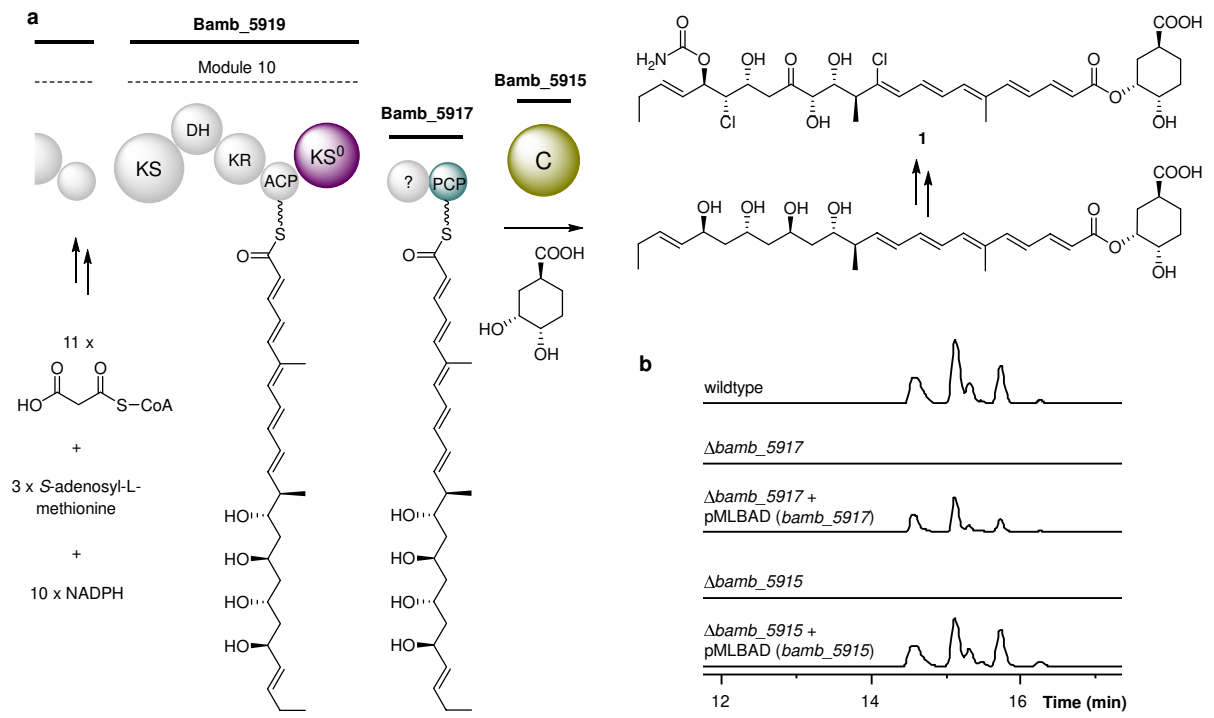 a
Bamb_5919
Module 10
KS
DH
KR
ACP
KS⁰
Bamb_5917
?
PCP
Bamb_5915
C
S
O
S
O
COOH
HO
OH
11 x
O
O
HO
S
CoA
+
3 x S-adenosyl-L-
methionine
+
10 x NADPH
HO
HO
HO
HO
HO
HO
HO
HO
O
H₂N
O
OH
O
OH
Cl
Cl
OH
O
O
COOH
OH
1
OH
OH
OH
OH
O
O
COOH
OH
b
wildtype
Δbamb_5917
Δbamb_5917 +
pMLBAD (bamb_5917)
Δbamb_5915
Δbamb_5915 +
pMLBAD (bamb_5915)
12
14
16
Time (min)